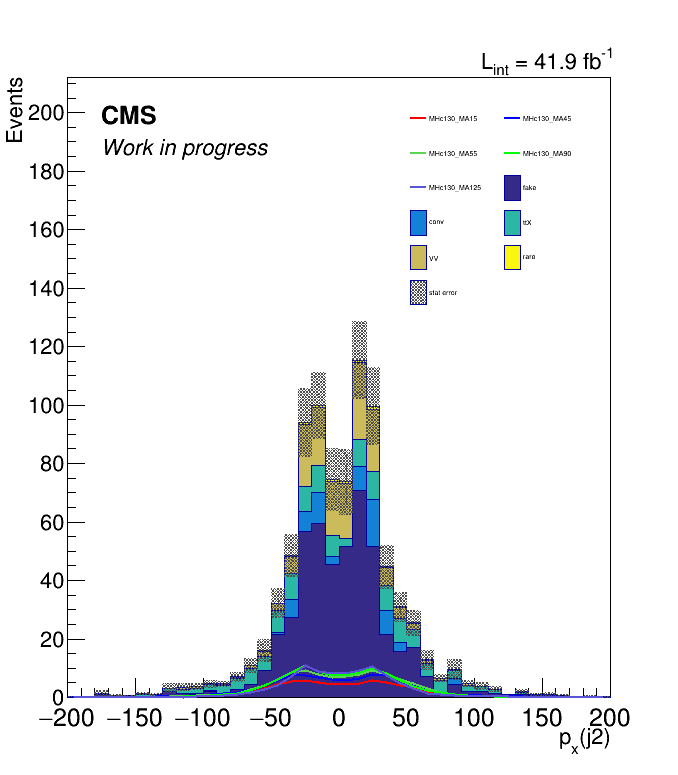 L_int = 41.9 fb^-1
Events
CMS
Work in progress
MHc130_MA15 MHc130_MA45
MHc130_MA55 MHc130_MA90
MHc130_MA125 fake
conv ttX
VV rare
stat error
200
180
160
140
120
100
80
60
40
20
0
−200 −150 −100 −50 0 50 100 150 200
p_x(j2)